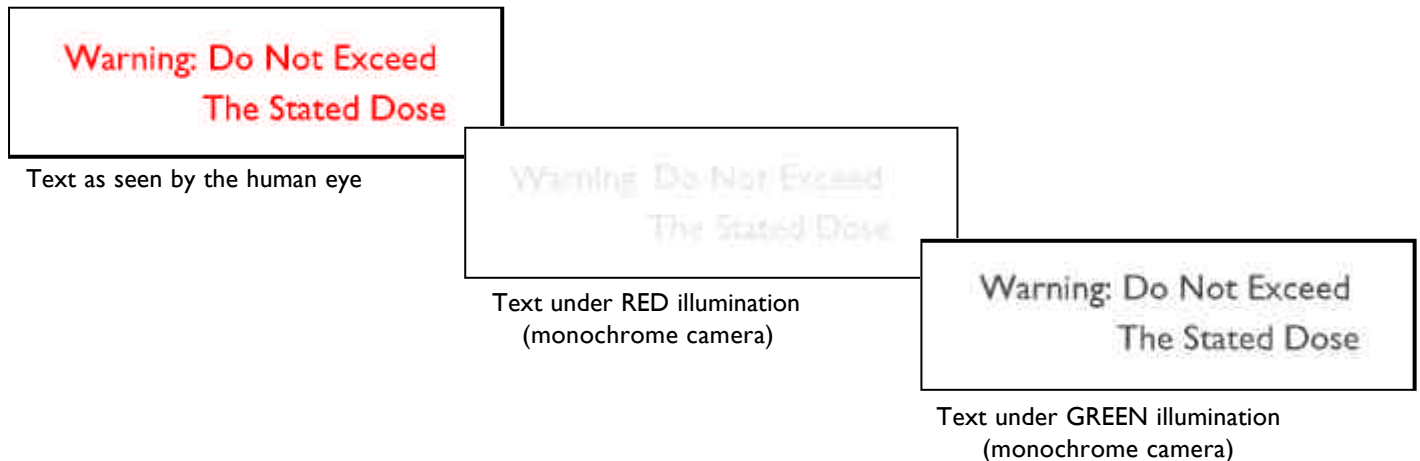 Warning: Do Not Exceed
The Stated Dose
Text as seen by the human eye
Warning: Do Not Exceed
The Stated Dose
Text under RED illumination
(monochrome camera)
Warning: Do Not Exceed
The Stated Dose
Text under GREEN illumination
(monochrome camera)